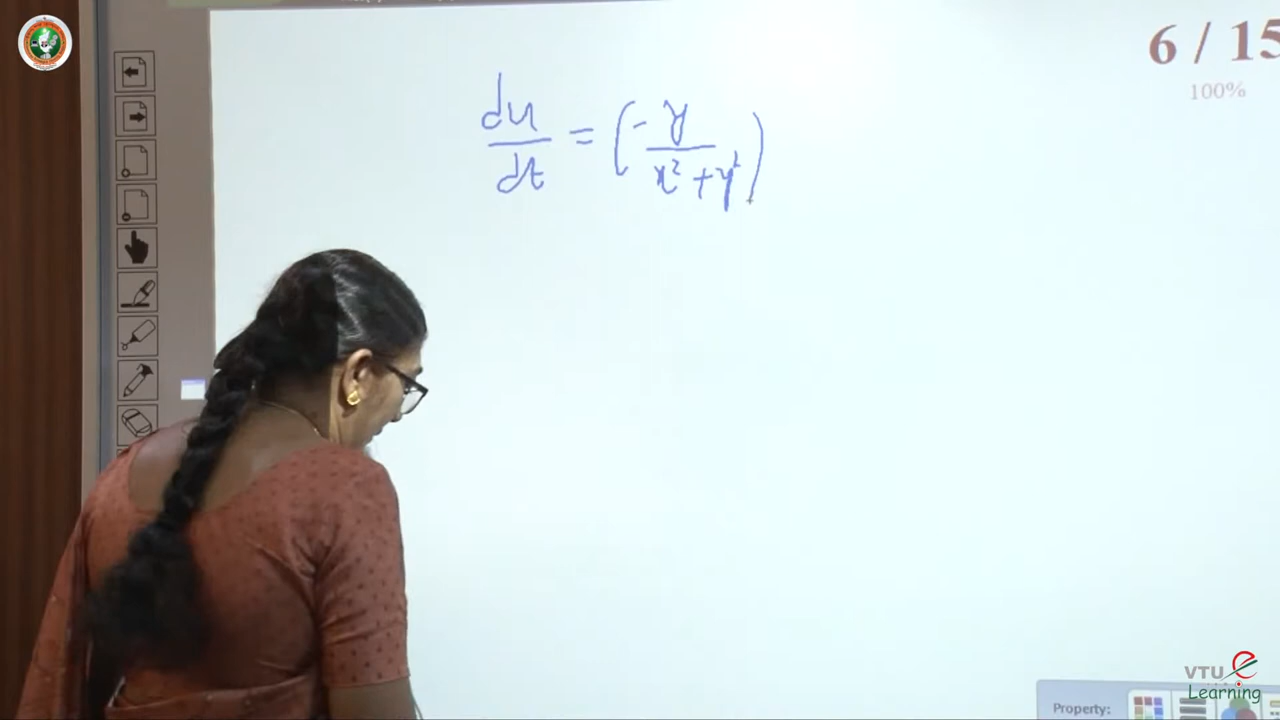 6 / 15
100%
du/dt = (-y/x² + y²)
Property:
VTU e
Learning